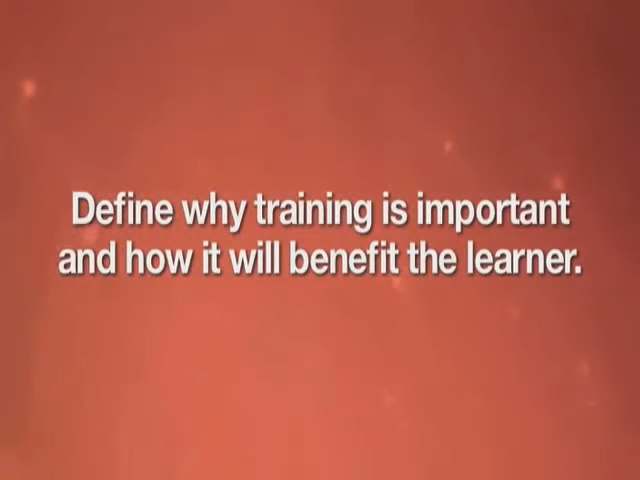 Define why training is important
and how it will benefit the learner.